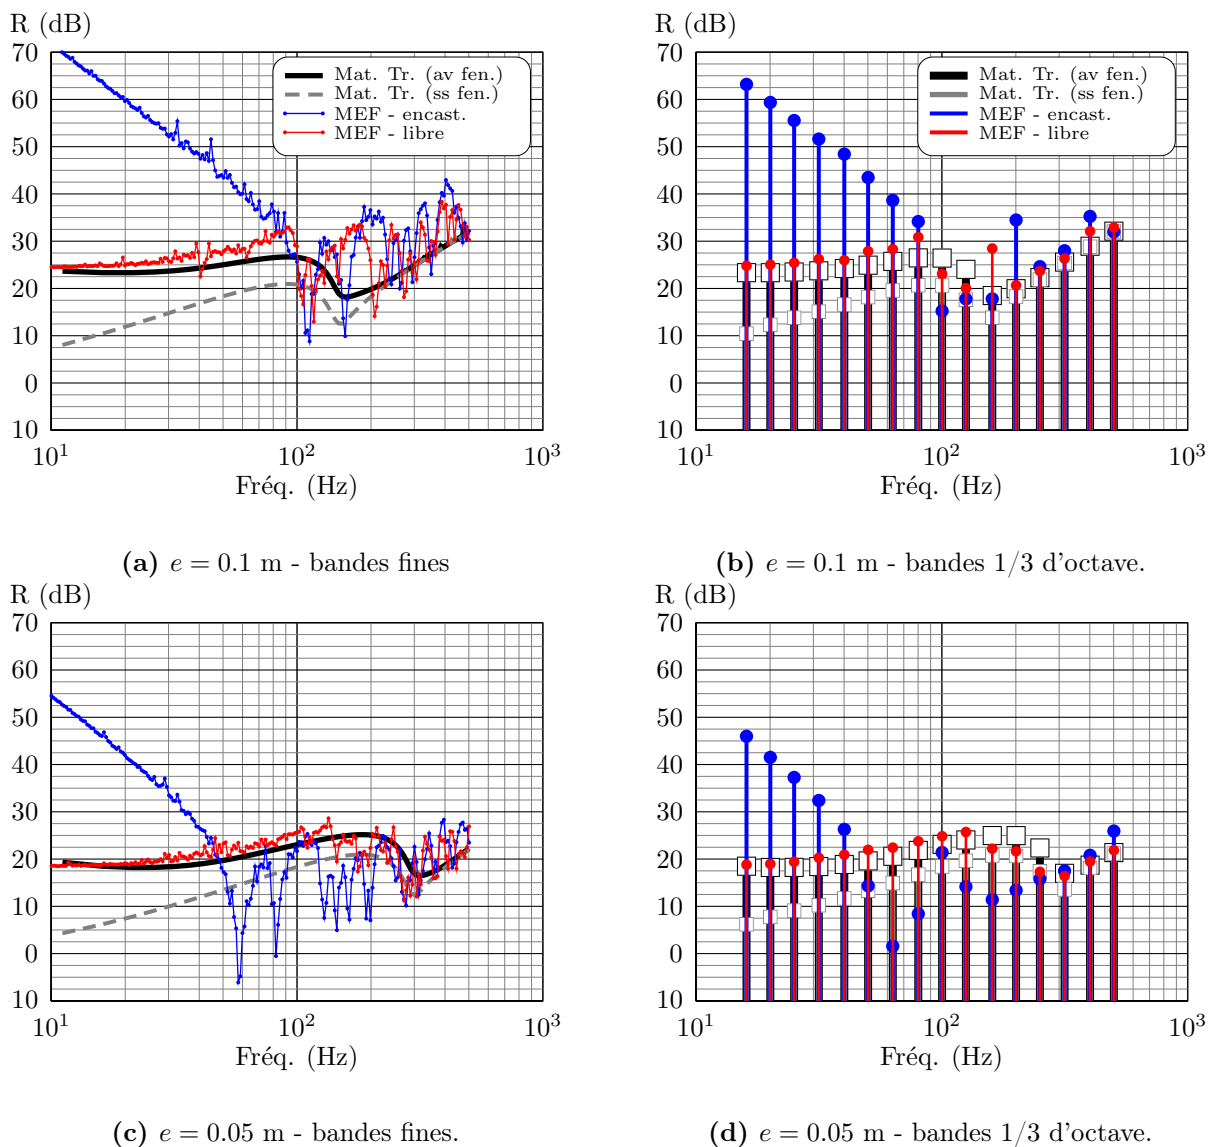 R (dB)
70
60
50
40
30
20
10
0
10
10¹
10²
10³
Fréq. (Hz)
Mat. Tr. (av fen.)
Mat. Tr. (ss fen.)
MEF - encast.
MEF - libre
(a) e = 0.1 m - bandes fines
R (dB)
70
60
50
40
30
20
10
0
10
10¹
10²
10³
Fréq. (Hz)
Mat. Tr. (av fen.)
Mat. Tr. (ss fen.)
MEF - encast.
MEF - libre
(b) e = 0.1 m - bandes 1/3 d'octave.
R (dB)
70
60
50
40
30
20
10
0
10
10¹
10²
10³
Fréq. (Hz)
(c) e = 0.05 m - bandes fines.
R (dB)
70
60
50
40
30
20
10
0
10
10¹
10²
10³
Fréq. (Hz)
(d) e = 0.05 m - bandes 1/3 d'octave.